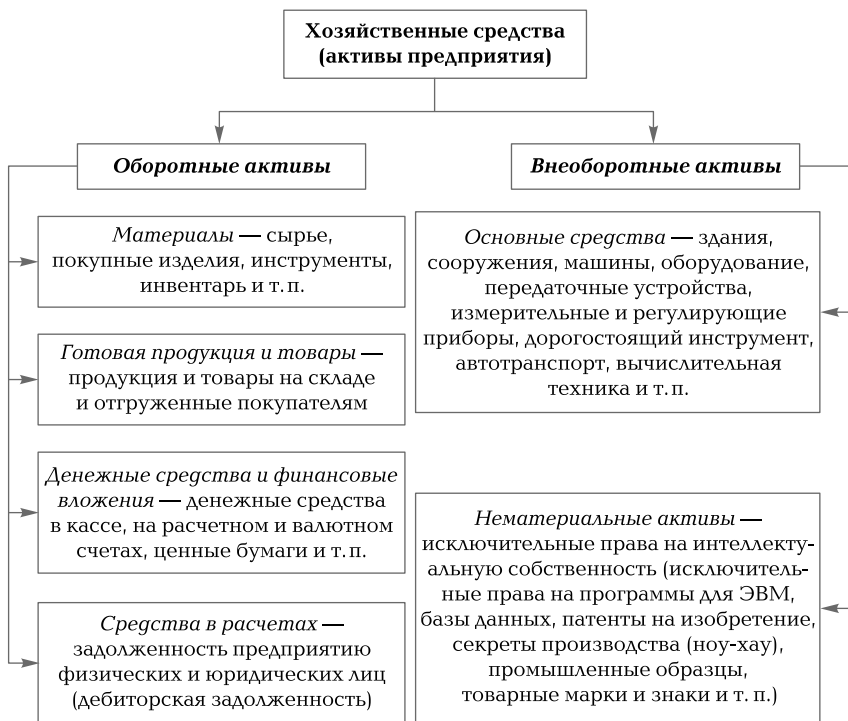 Хозяйственные средства
(активы предприятия)
Оборотные активы
Внеоборотные активы
Материалы — сырье,
покупные изделия, инструменты,
инвентарь и т. п.
Готовая продукция и товары —
продукция и товары на складе
и отгруженные покупателям
Денежные средства и финансовые
вложения — денежные средства
в кассе, на расчетном и валютном
счетах, ценные бумаги и т. п.
Средства в расчетах —
задолженность предприятию
физических и юридических лиц
(дебиторская задолженность)
Основные средства — здания,
сооружения, машины, оборудование,
передаточные устройства,
измерительные и регулирующие
приборы, дорогостоящий инструмент,
автотранспорт, вычислительная
техника и т. п.
Нематериальные активы —
исключительные права на интеллекту-
альную собственность (исключитель-
ные права на программы для ЭВМ,
базы данных, патенты на изобретение,
секреты производства (ноу-хау),
промышленные образцы,
товарные марки и знаки и т. п.)